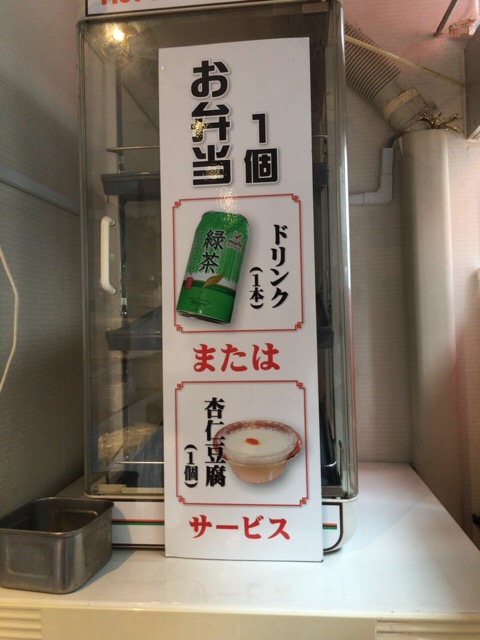 お弁当
1個
緑茶
ドリンク
(1本)
または
杏仁豆腐
(1個)
サービス